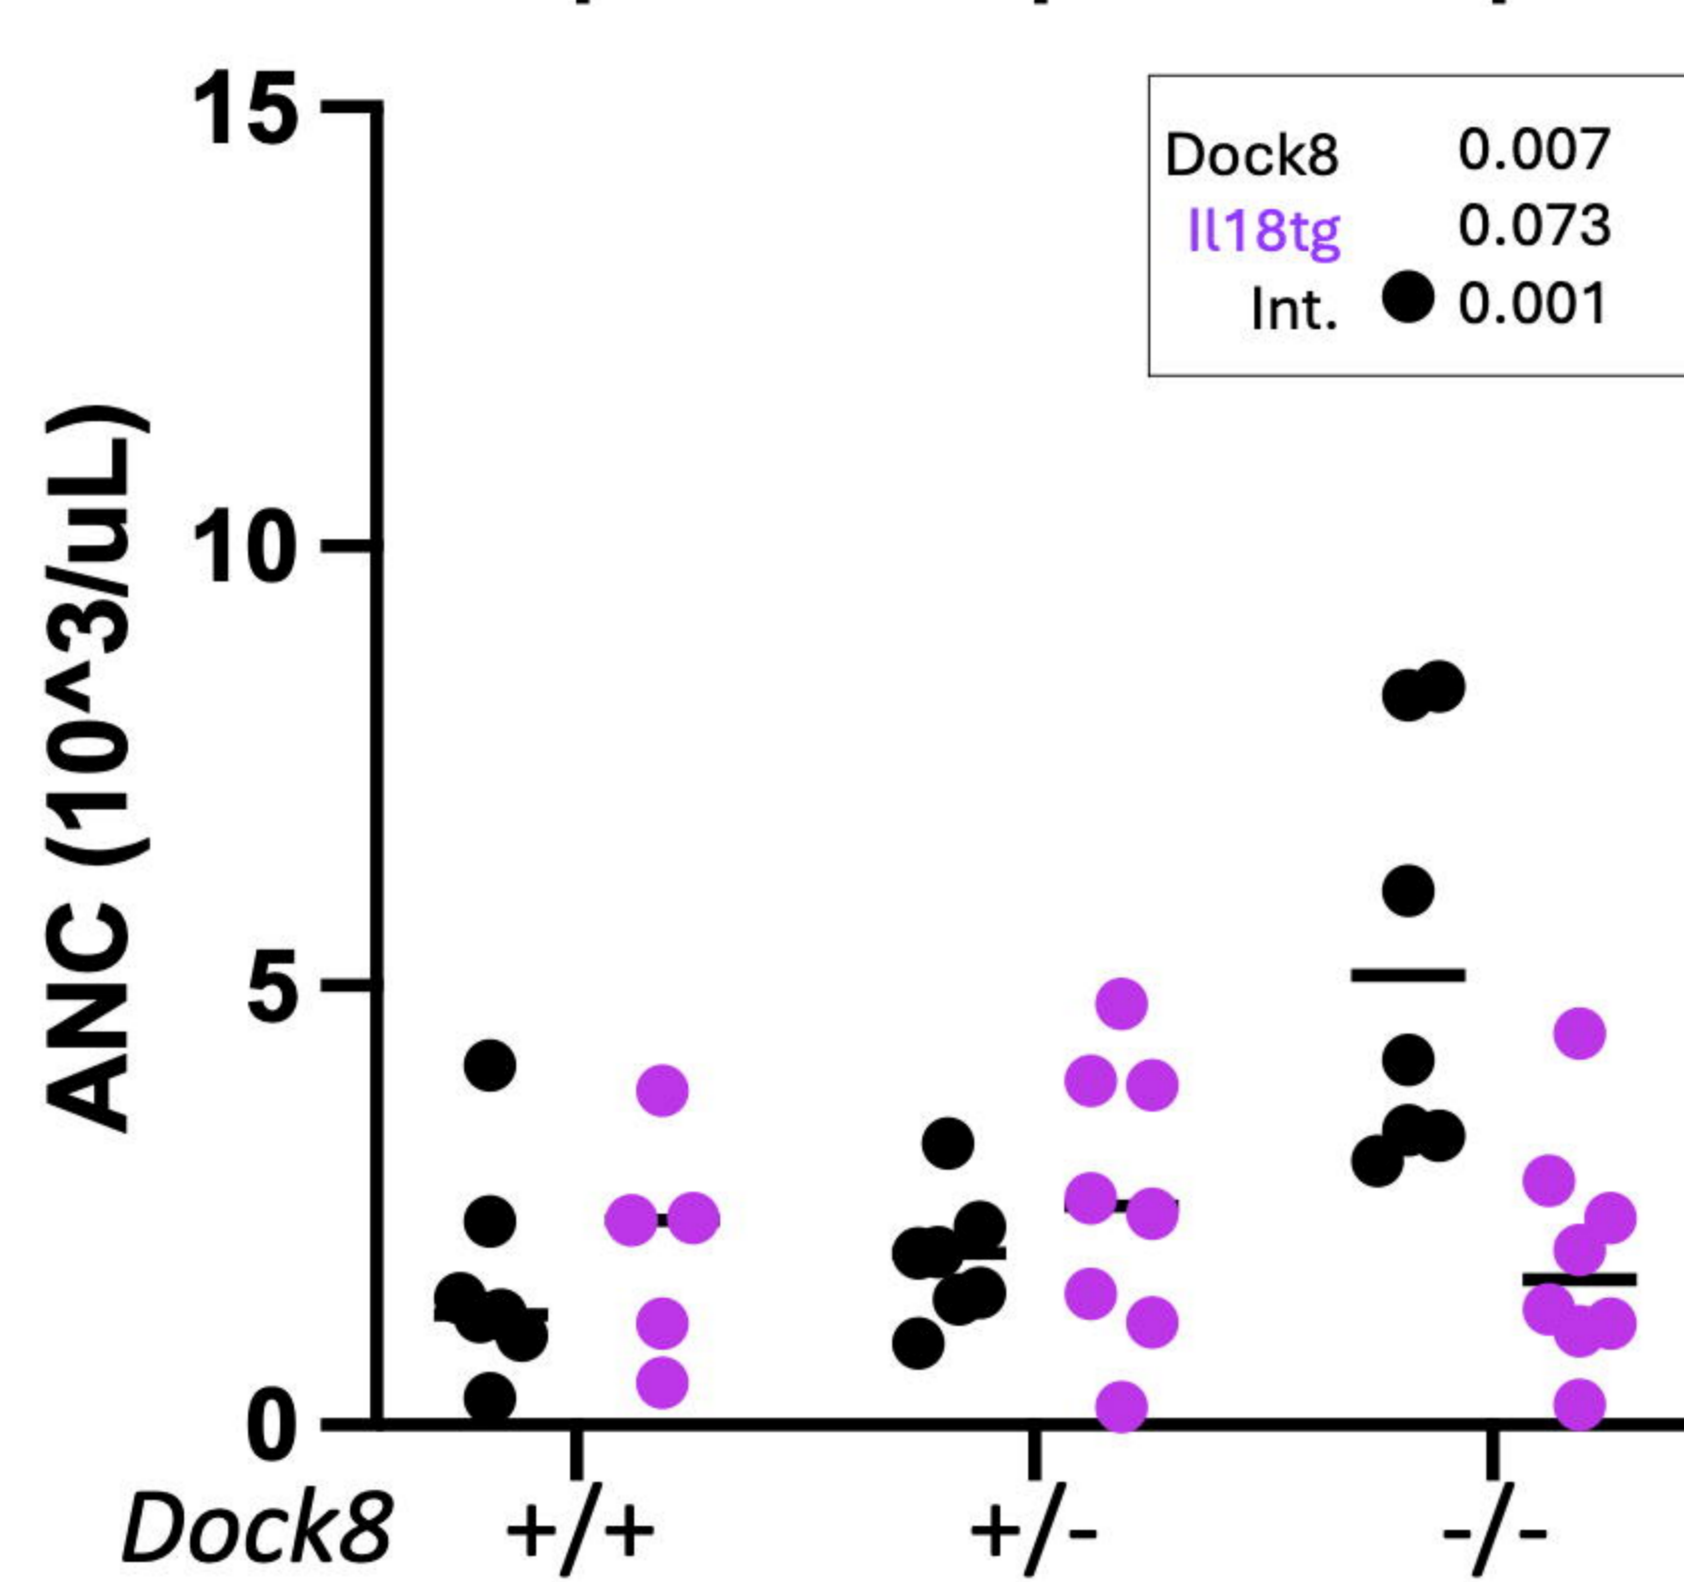 15
10
5
0
ANC (10^3/uL)
Dock8 0.007
Il18tg 0.073
Int. 0.001
Dock8 +/+ +/- -/-